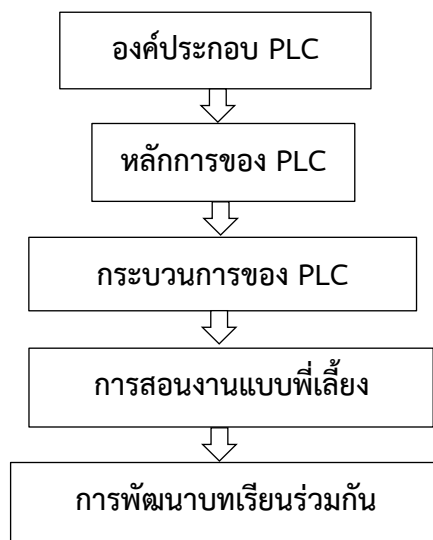 องค์ประกอบ PLC
หลักการของ PLC
กระบวนการของ PLC
การสอนงานแบบพี่เลี้ยง
การพัฒนาบทเรียนร่วมกัน